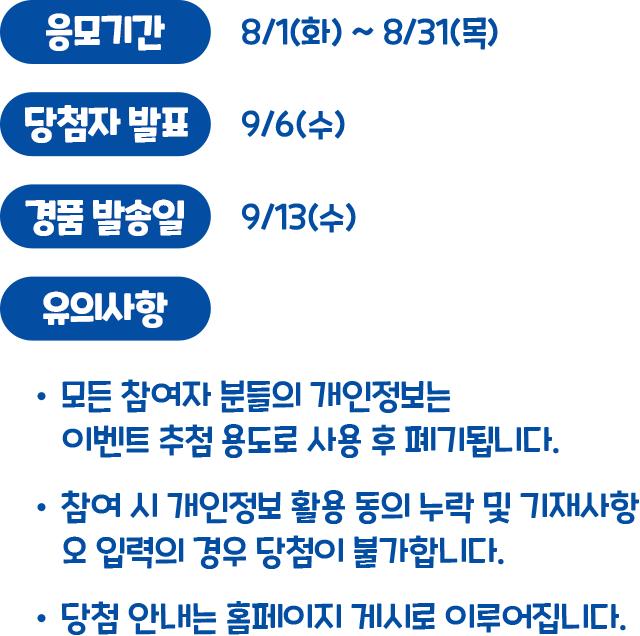 응모기간 8/1(화) ~ 8/31(목)
당첨자 발표 9/6(수)
경품 발송일 9/13(수)
유의사항
• 모든 참여자 분들의 개인정보는
이벤트 추첨 용도로 사용 후 폐기됩니다.
• 참여 시 개인정보 활용 동의 누락 및 기재사항
오 입력의 경우 당첨이 불가합니다.
• 당첨 안내는 홈페이지 게시로 이루어집니다.